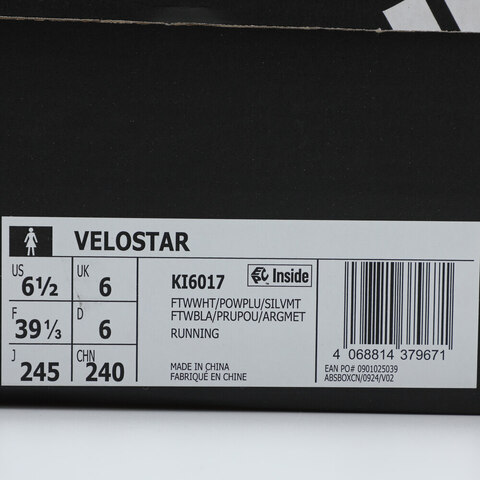 VELOSTAR
US 6½ UK 6
F 39⅓ D 6
J 245 CHN 240
KI6017 Inside
FTWWHT/POWPLU/SILVMT
FTWBLA/PRUPOU/ARGMET
RUNNING
MADE IN CHINA
FABRIQUÉ EN CHINE
4 068814 379671
EAN PO# 0901025039
ABSBOXCN/0924/V02